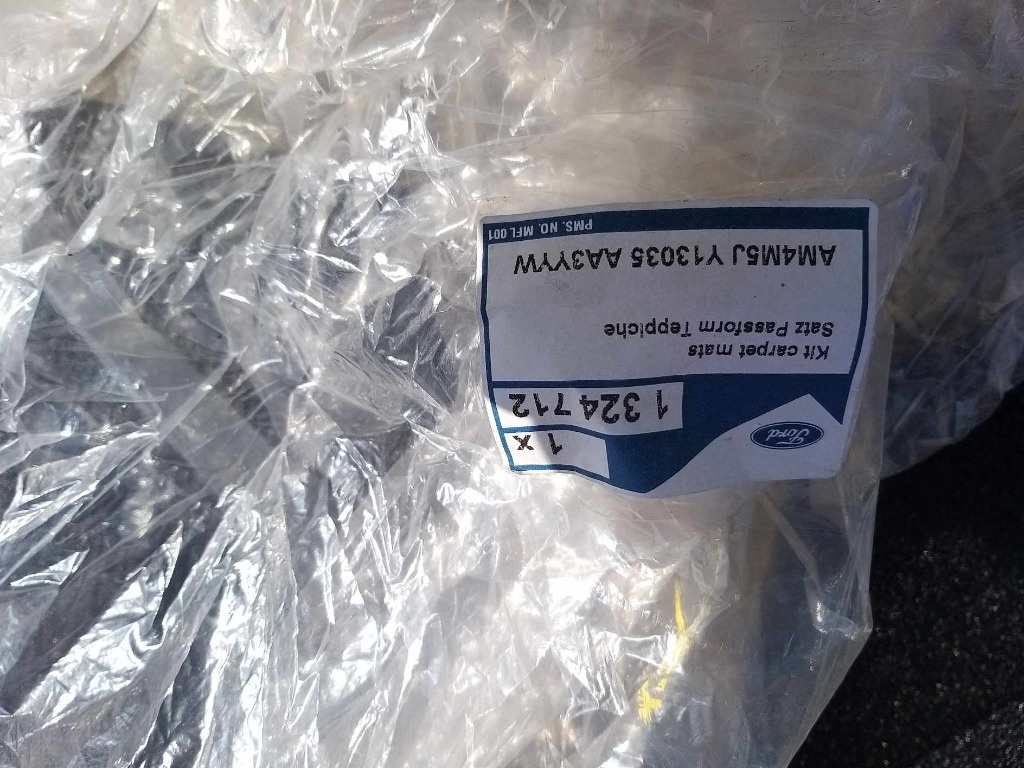 Ford
1 x
1 324 712
Kit carpet mats
Satz Passform Teppiche
AM4M5J Y13035 AA3YYW
PMS. NO. MFL 001